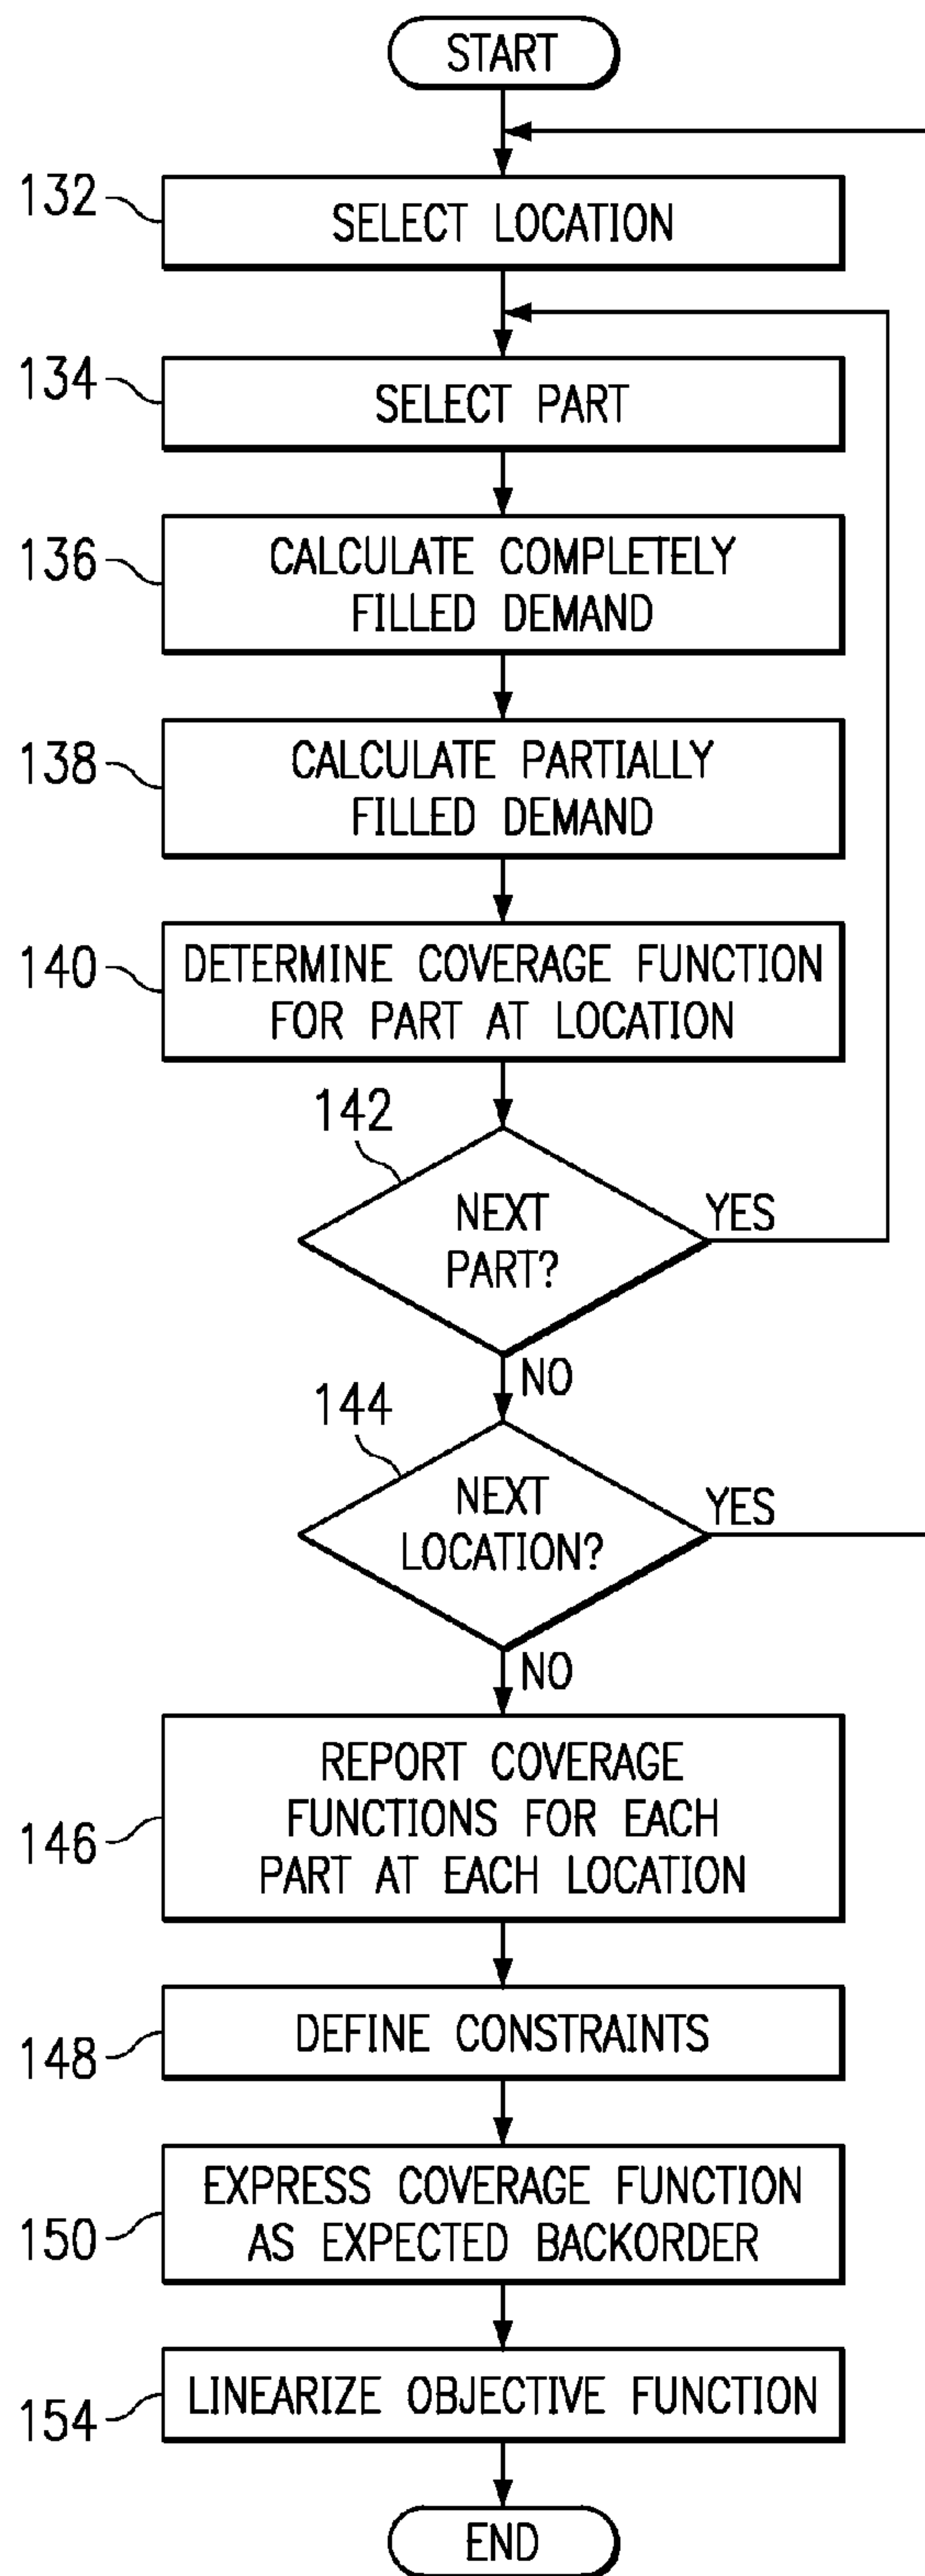 START
132
SELECT LOCATION
134
SELECT PART
136
CALCULATE COMPLETELY
FILLED DEMAND
138
CALCULATE PARTIALLY
FILLED DEMAND
140
DETERMINE COVERAGE FUNCTION
FOR PART AT LOCATION
142
NEXT
PART?
YES
NO
144
NEXT
LOCATION?
YES
NO
146
REPORT COVERAGE
FUNCTIONS FOR EACH
PART AT EACH LOCATION
148
DEFINE CONSTRAINTS
150
EXPRESS COVERAGE FUNCTION
AS EXPECTED BACKORDER
154
LINEARIZE OBJECTIVE FUNCTION
END